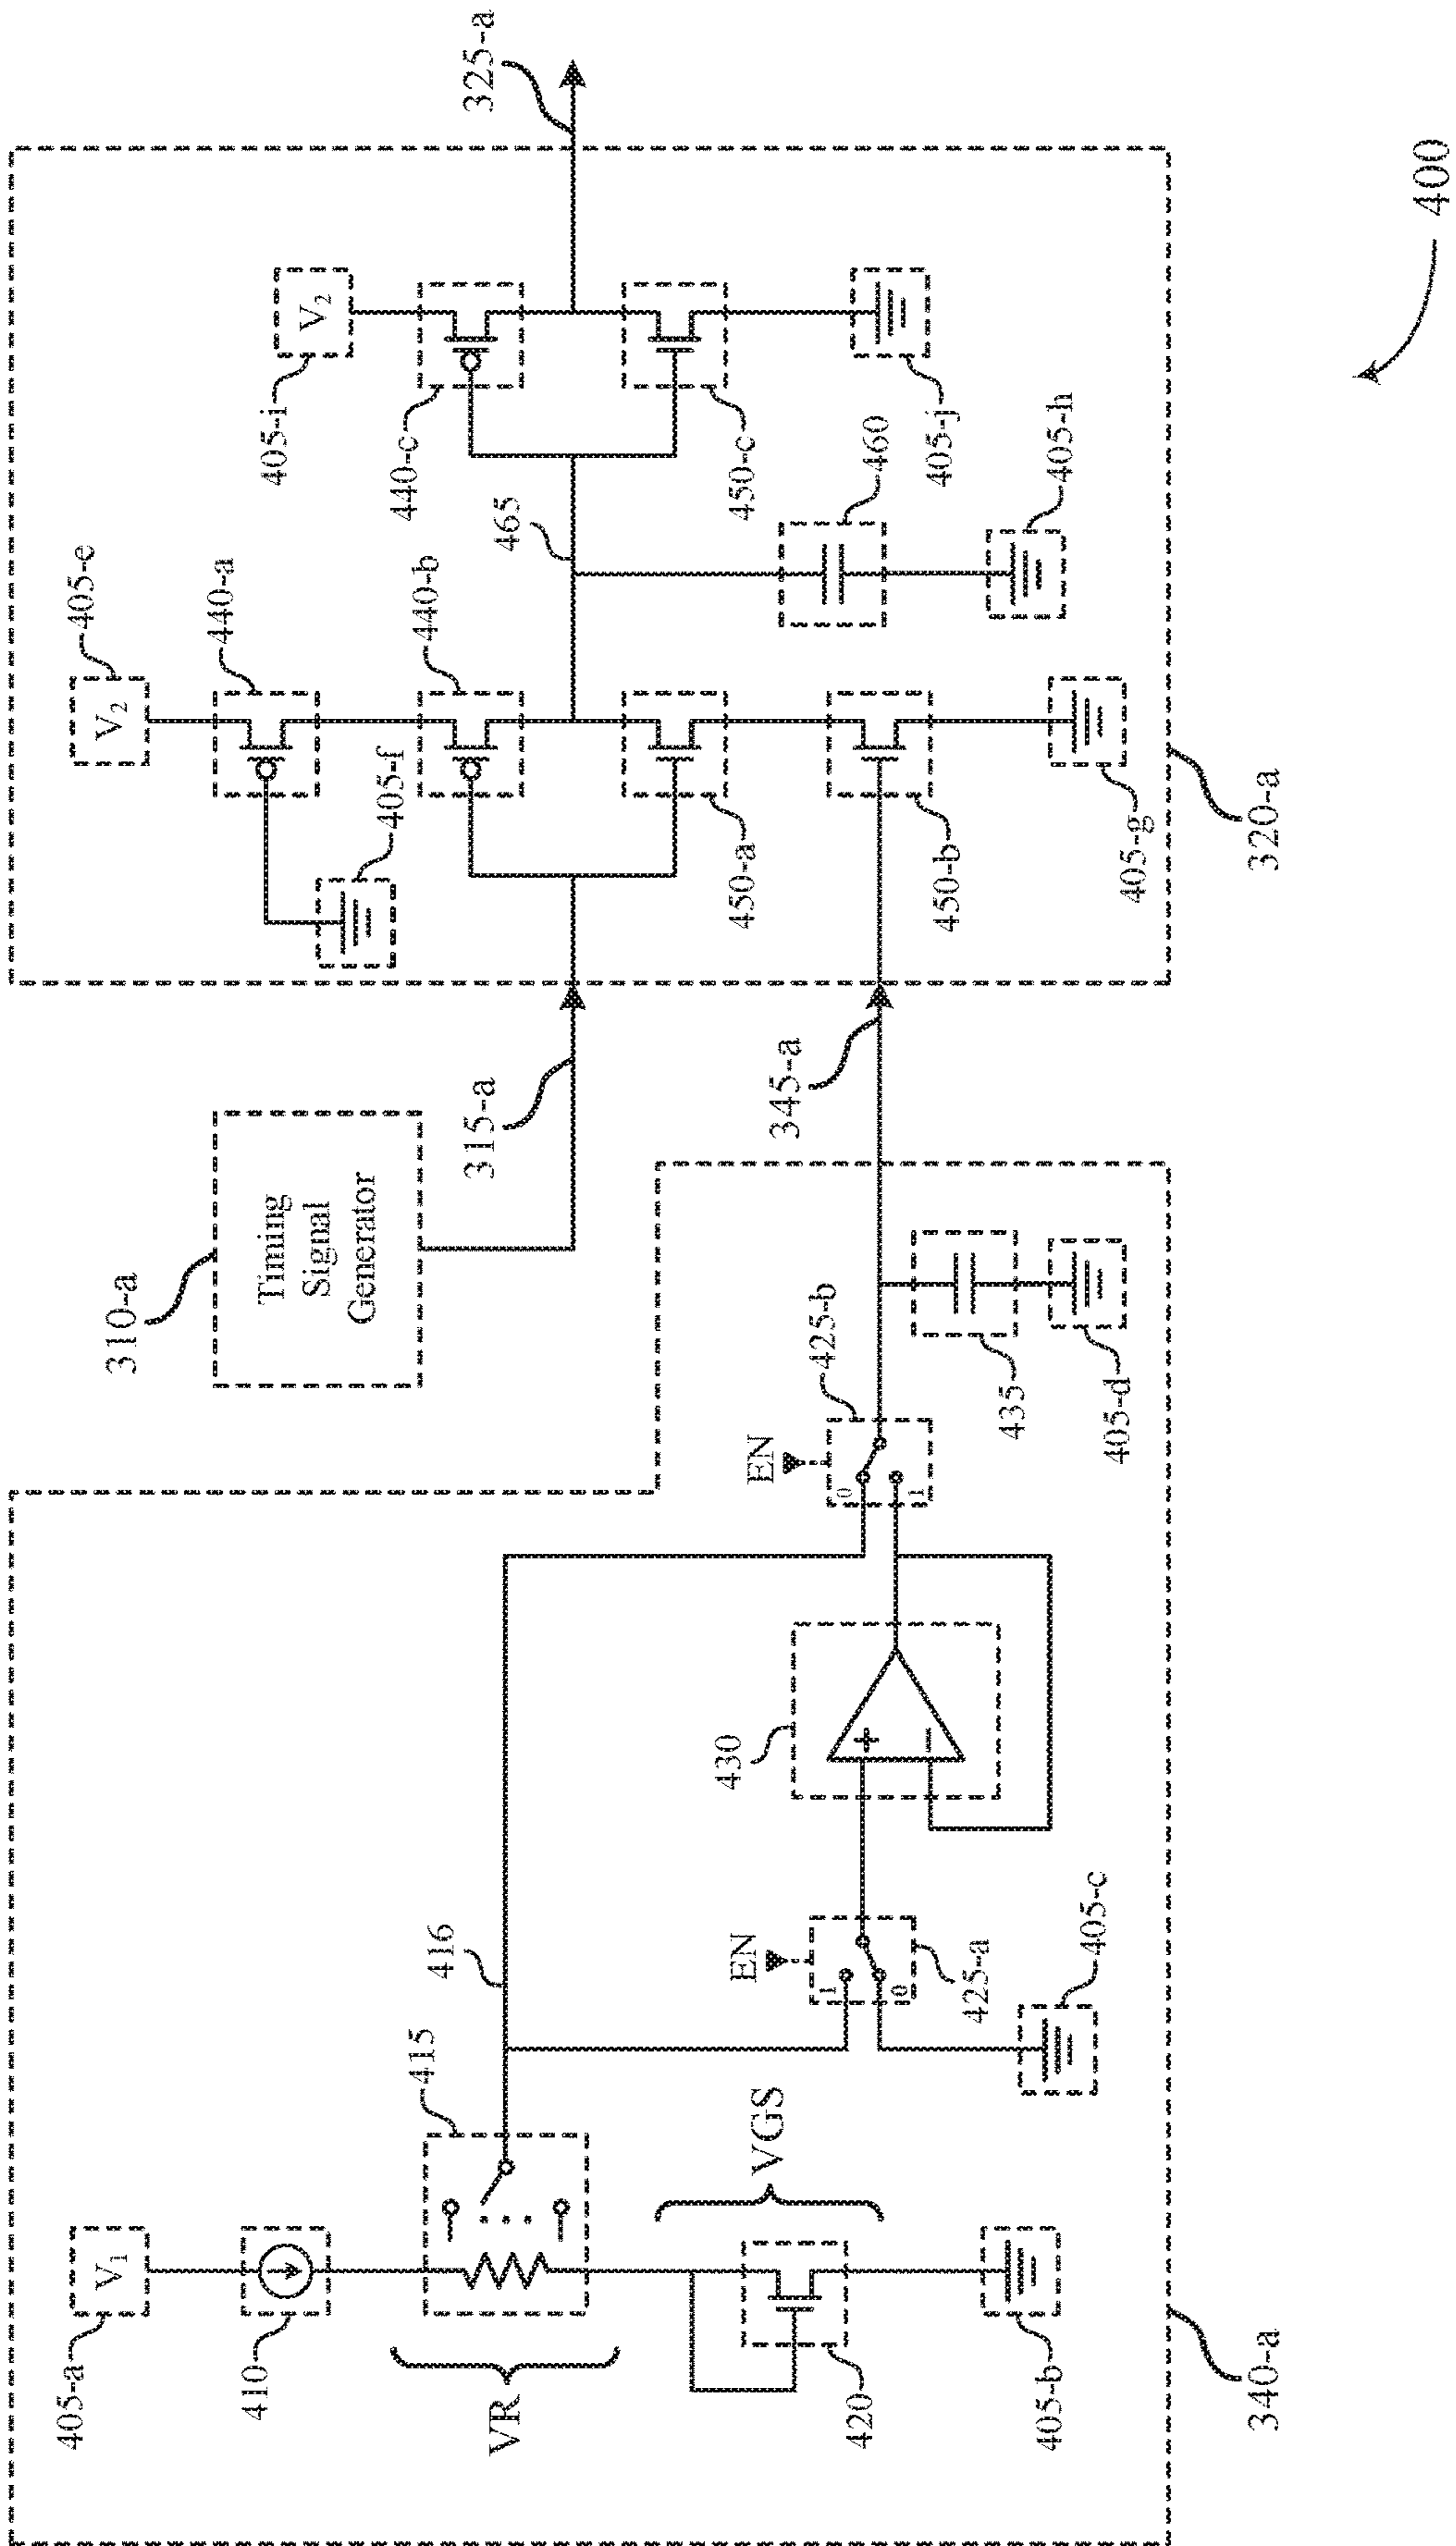 405-a
V₁
410
VR
415
416
VGS
420
405-b
340-a
EN
1
0
425-a
405-c
430
+
−
EN
0
1
425-b
435
405-d
310-a
Timing
Signal
Generator
315-a
345-a
405-e
V₂
440-a
405-f
440-b
450-a
450-b
405-g
320-a
465
460
405-h
405-i
V₂
440-c
450-c
405-j
325-a
400